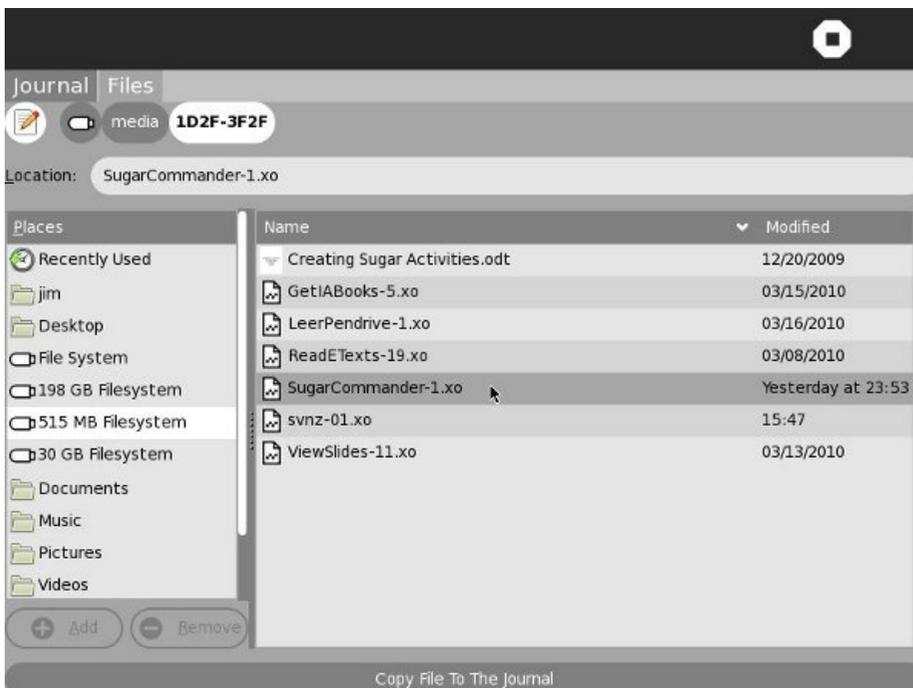 Journal Files
media 1D2F-3F2F
Location: SugarCommander-1.xo
Places Name Modified
Recently Used Creating Sugar Activities.odt 12/20/2009
jim GetIABooks-5.xo 03/15/2010
Desktop LeerPendrive-1.xo 03/16/2010
File System ReadETexts-19.xo 03/08/2010
198 GB Filesystem SugarCommander-1.xo Yesterday at 23:53
515 MB Filesystem svnz-01.xo 15:47
30 GB Filesystem ViewSlides-11.xo 03/13/2010
Documents
Music
Pictures
Videos
Add Remove
Copy File To The Journal